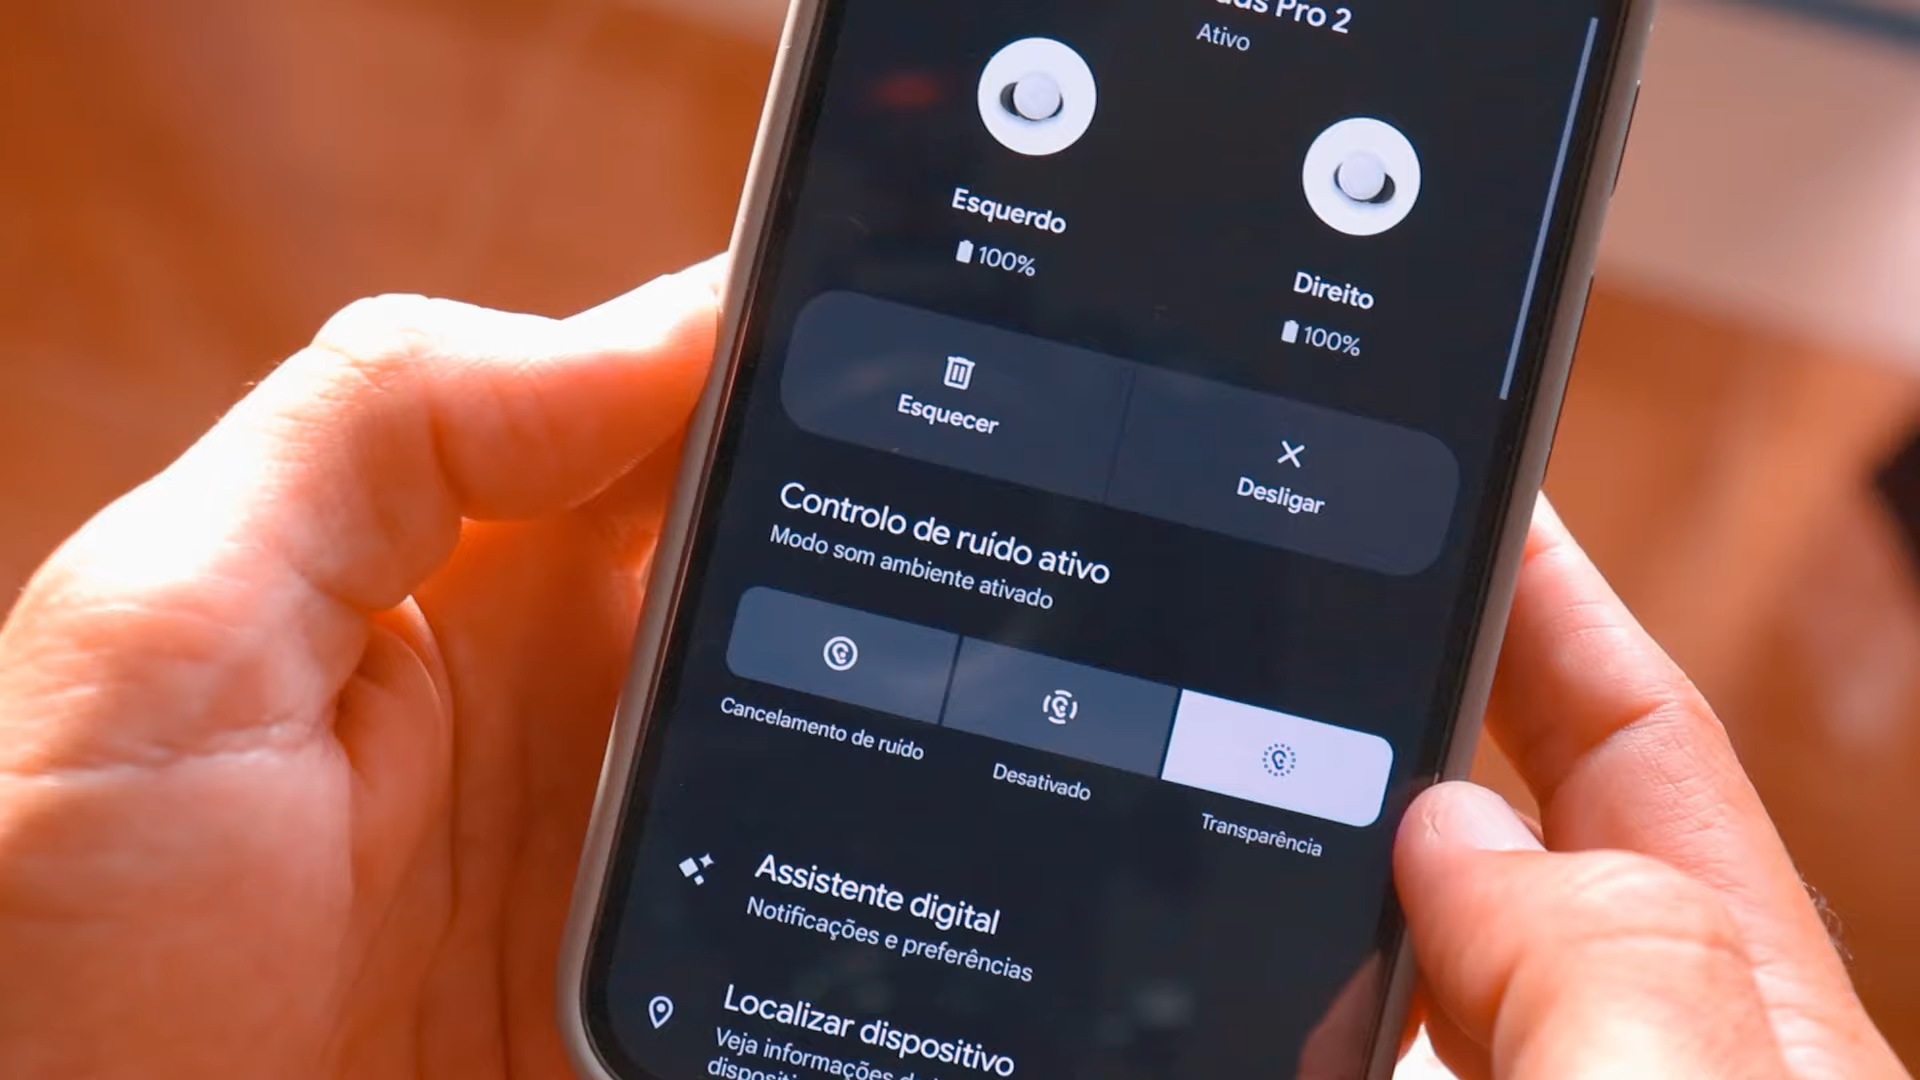 Pro 2
Ativo
Esquerdo
100%
Direito
100%
Esquecer
Desligar
Controlo de ruído ativo
Modo som ambiente ativado
Cancelamento de ruído
Desativado
Transparência
Assistente digital
Notificações e preferências
Localizar dispositivo
Veja informações